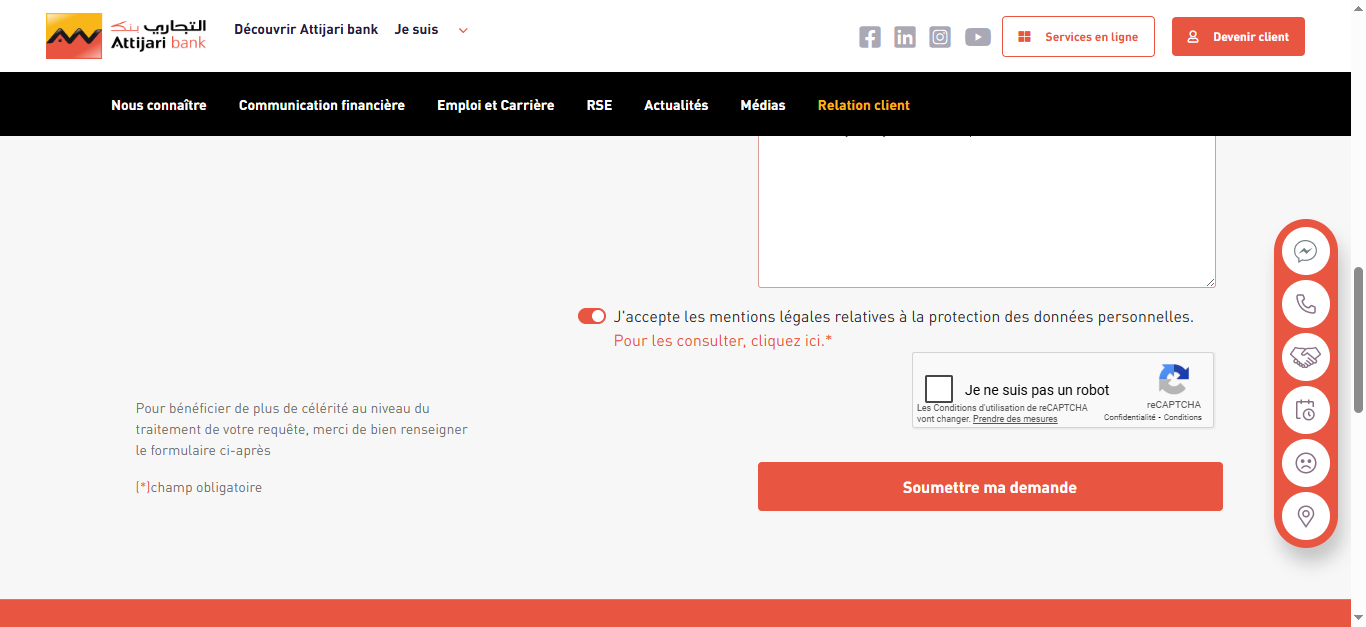 التجاري بنك
Attijari bank
Découvrir Attijari bank
Je suis
Services en ligne
Devenir client
Nous connaître
Communication financière
Emploi et Carrière
RSE
Actualités
Médias
Relation client
J'accepte les mentions légales relatives à la protection des données personnelles.
Pour les consulter, cliquez ici.*
Je ne suis pas un robot
reCAPTCHA
Les Conditions d'utilisation de reCAPTCHA
vont changer. Prendre des mesures
Confidentialité - Conditions
Pour bénéficier de plus de célérité au niveau du
traitement de votre requête, merci de bien renseigner
le formulaire ci-après
(*)champ obligatoire
Soumettre ma demande